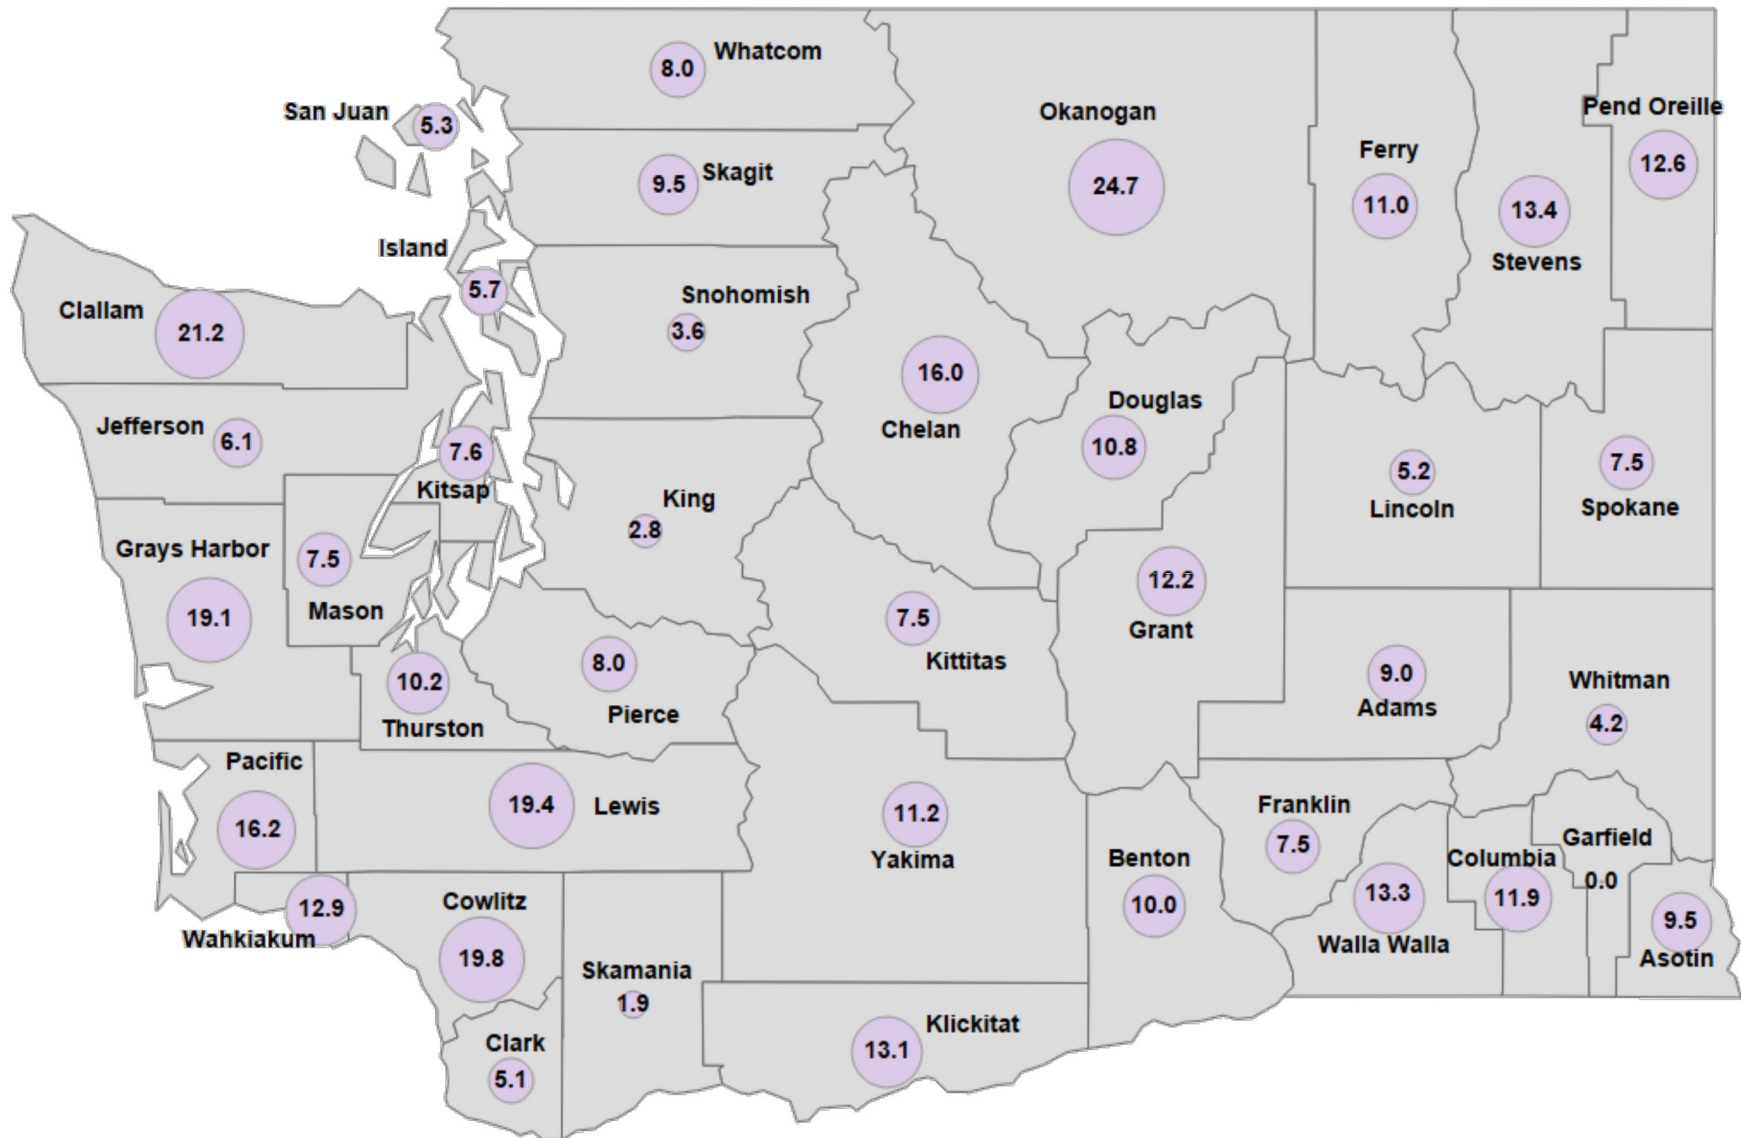 Whatcom
8.0
San Juan
5.3
Okanogan
24.7
Pend Oreille
12.6
Ferry
11.0
Skagit
9.5
Stevens
13.4
Island
5.7
Clallam
21.2
Snohomish
3.6
Chelan
16.0
Douglas
10.8
Jefferson
6.1
Kitsap
7.6
King
2.8
Lincoln
5.2
Spokane
7.5
Grays Harbor
19.1
Mason
7.5
Grant
12.2
Kittitas
7.5
Pierce
8.0
Thurston
10.2
Adams
9.0
Whitman
4.2
Pacific
16.2
Lewis
19.4
Yakima
11.2
Franklin
7.5
Garfield
0.0
Benton
10.0
Columbia
11.9
Walla Walla
13.3
Asotin
9.5
Wahkiakum
12.9
Cowlitz
19.8
Skamania
1.9
Klickitat
13.1
Clark
5.1